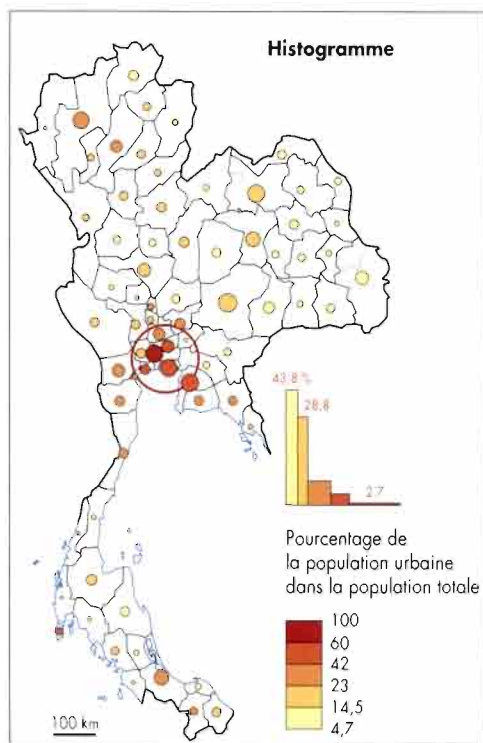 Histogramme
43,8 %
28,8
2,7
Pourcentage de
la population urbaine
dans la population totale
100
60
42
23
14,5
4,7
100 km